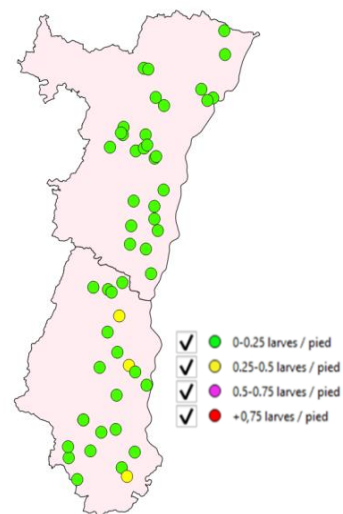 0-0.25 larves / pied
0.25-0.5 larves / pied
0.5-0.75 larves / pied
+0,75 larves / pied